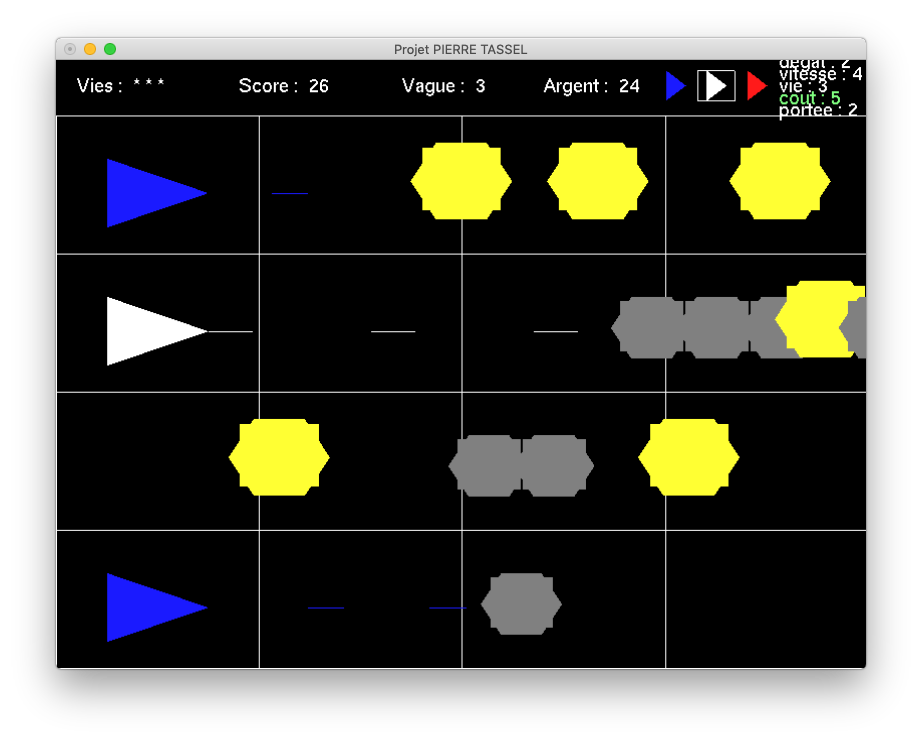 Projet PIERRE TASSEL
Vies : * * *
Score : 26
Vague : 3
Argent : 24
degat : 2
vitesse : 4
vie : 3
cout : 5
portee : 2